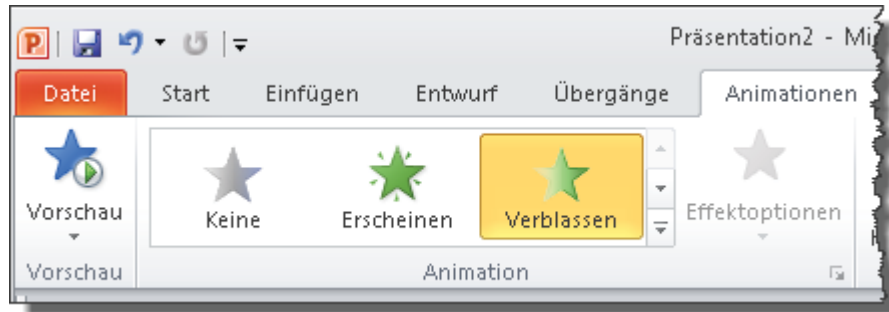 Präsentation2 - Mi
Datei Start Einfügen Entwurf Übergänge Animationen
Vorschau Keine Erscheinen Verblassen Effektoptionen
Vorschau Animation